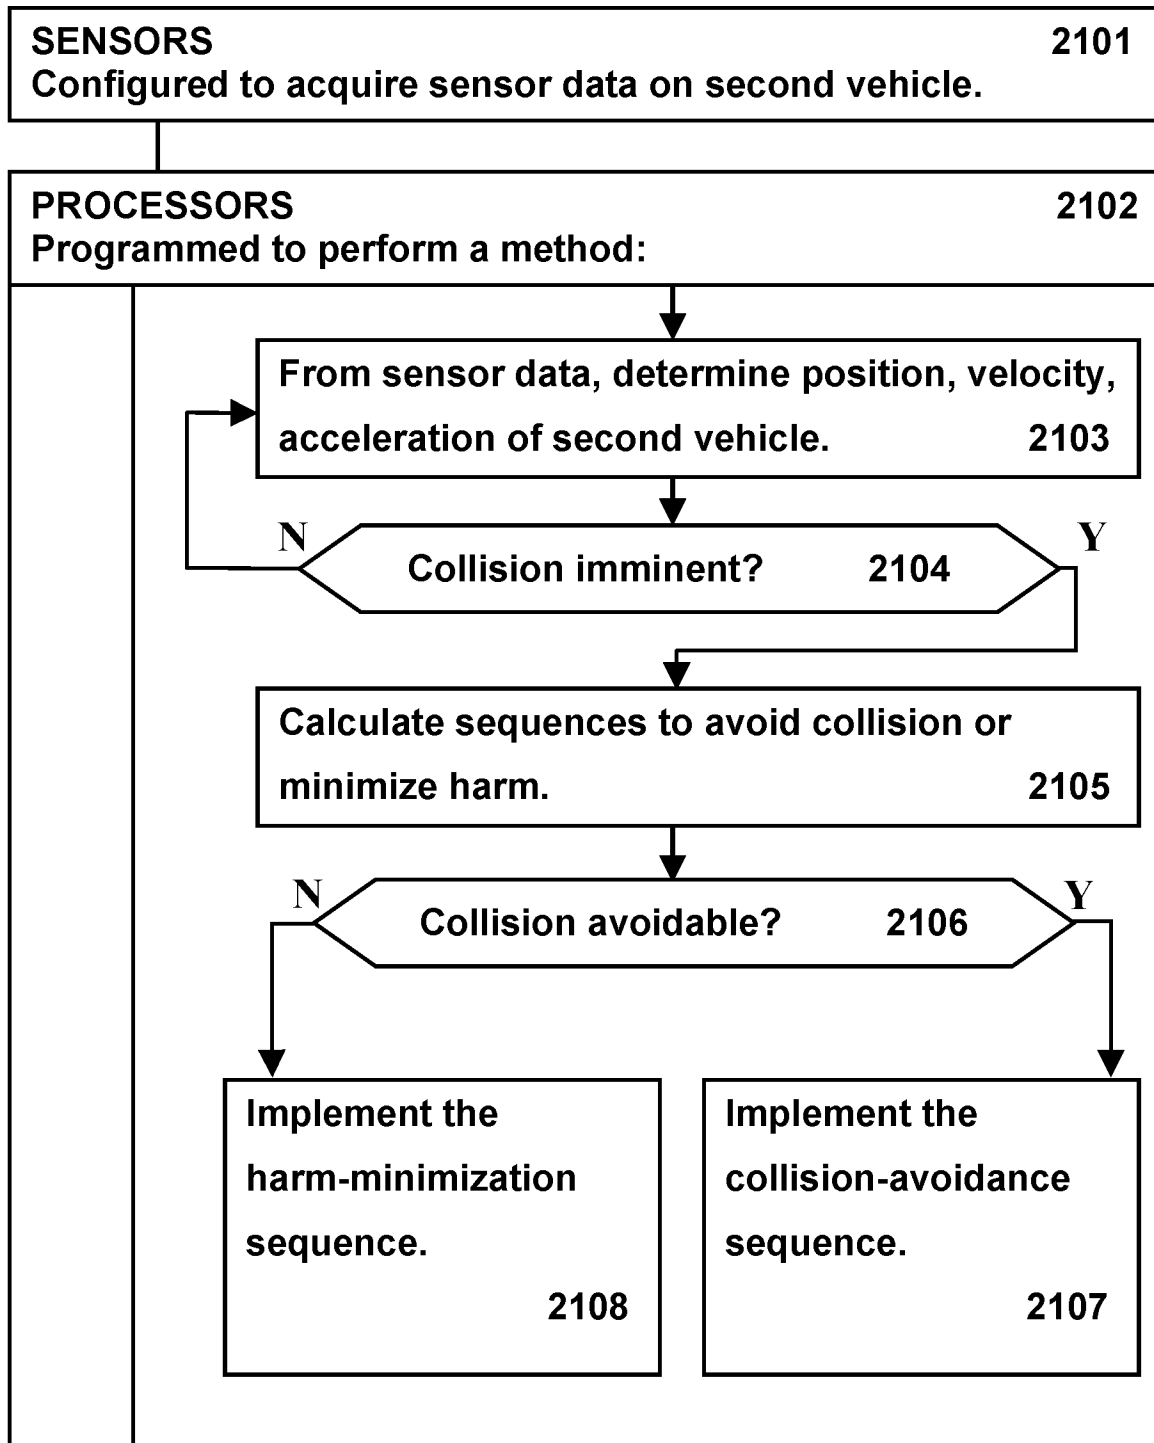 SENSORS 2101
Configured to acquire sensor data on second vehicle.
PROCESSORS 2102
Programmed to perform a method:
From sensor data, determine position, velocity,
acceleration of second vehicle. 2103
N Y
Collision imminent? 2104
Calculate sequences to avoid collision or
minimize harm. 2105
N Y
Collision avoidable? 2106
Implement the
harm-minimization
sequence.
2108
Implement the
collision-avoidance
sequence.
2107